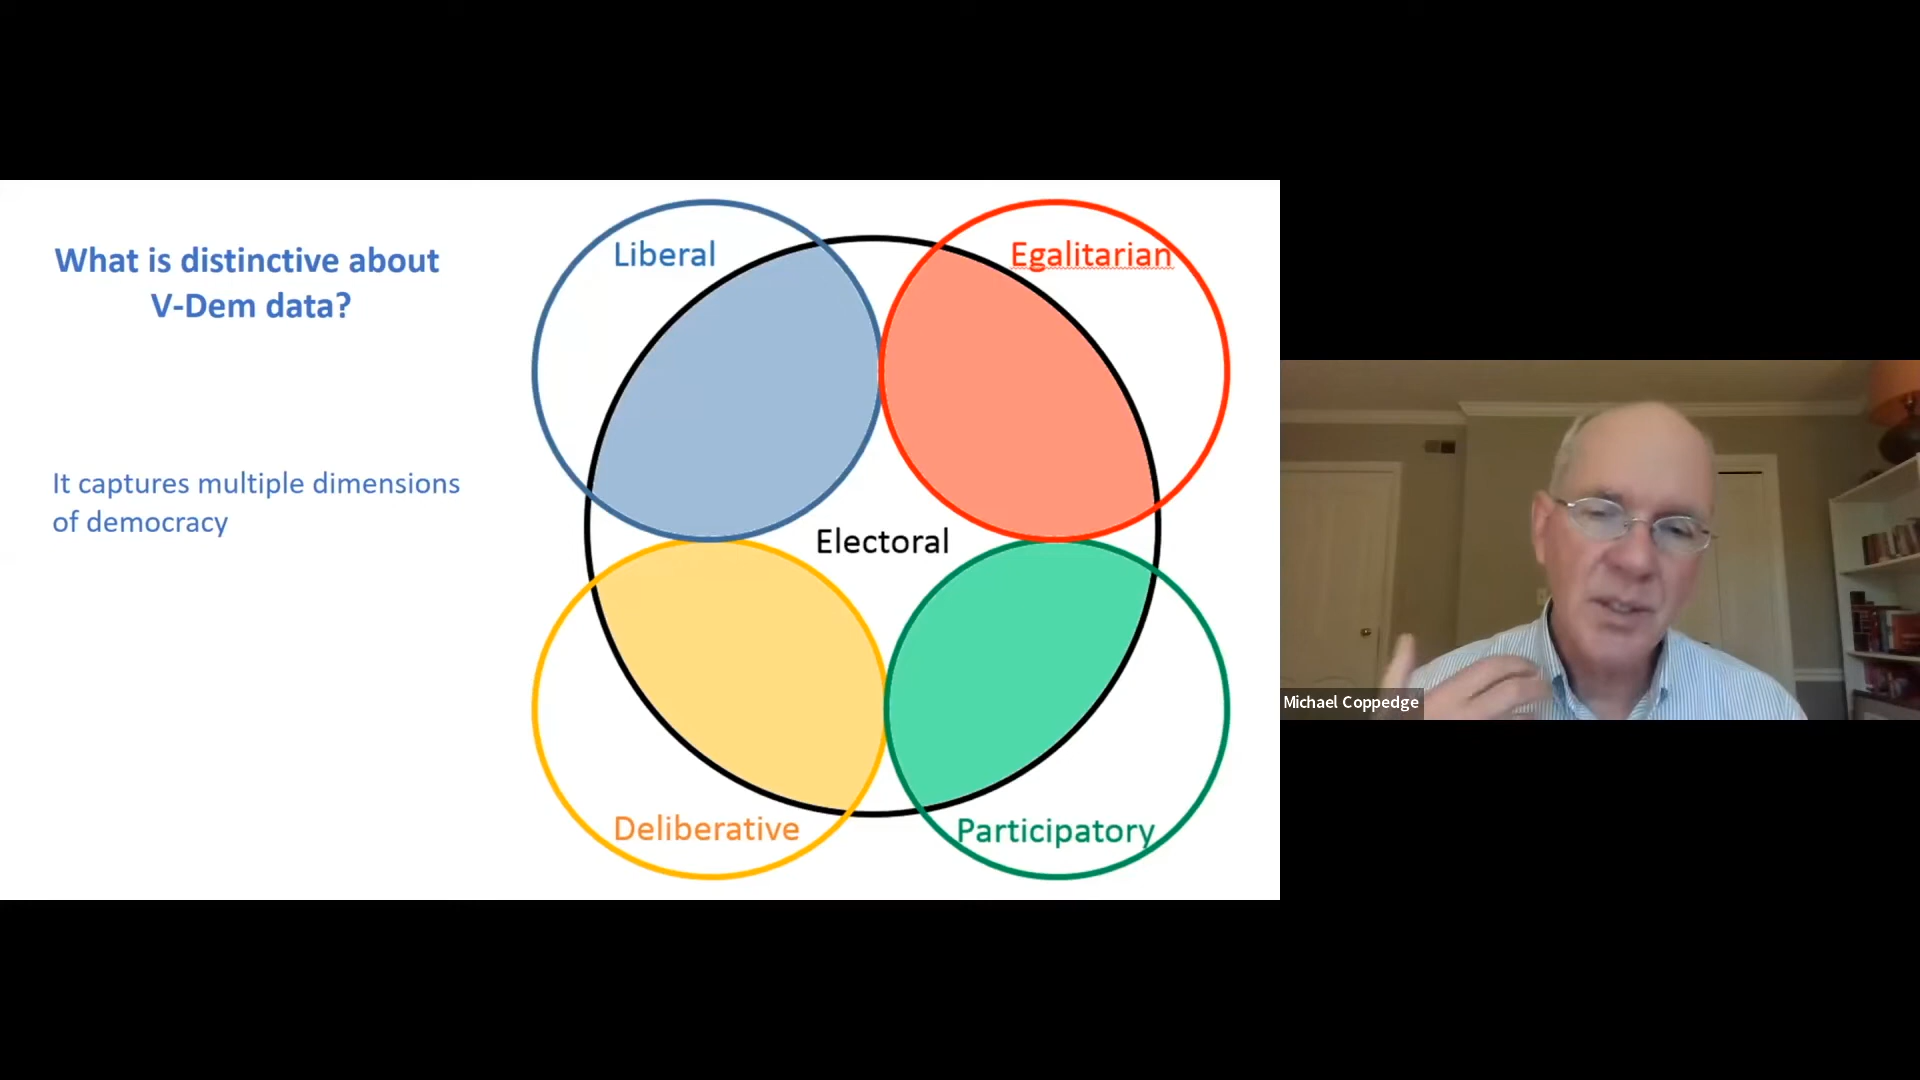 What is distinctive about
V-Dem data?
It captures multiple dimensions
of democracy
Liberal
Egalitarian
Electoral
Deliberative
Participatory
Michael Coppedge